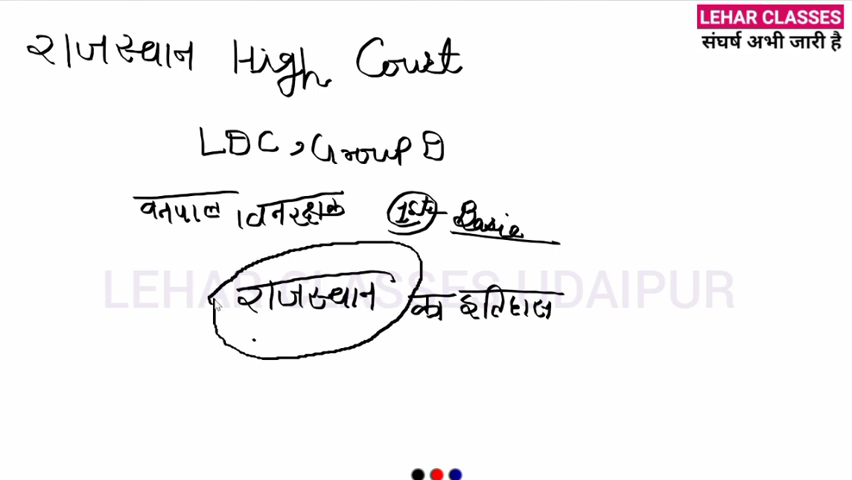 LEHAR CLASSES
संघर्ष अभी जारी है
राजस्थान High Court
LDC, Group D
वनपाल । वनरक्षक 1st Basic
राजस्थान का इतिहास
LEHAR CLASSES UDAIPUR